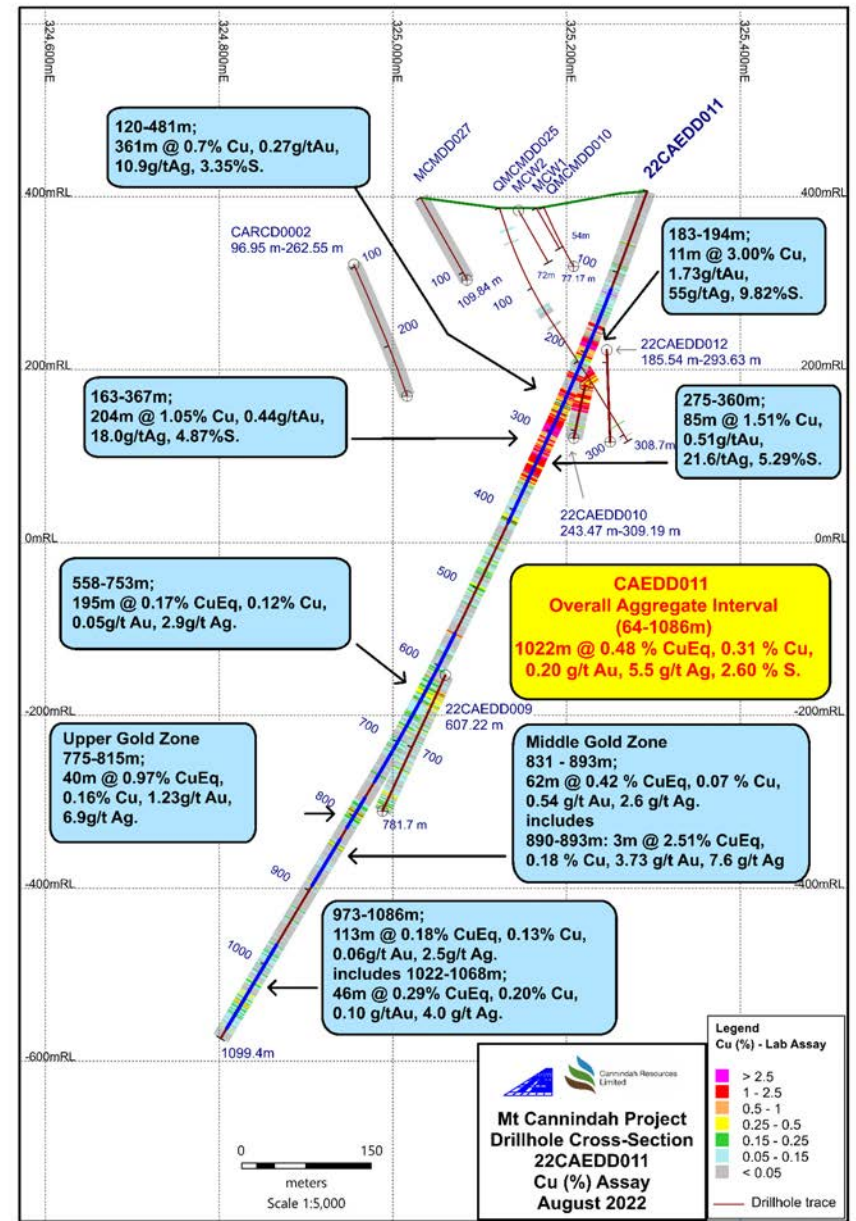 324,600mE
324,800mE
325,000mE
325,200mE
325,400mE
120-481m;
361m @ 0.7% Cu, 0.27g/tAu,
10.9g/tAg, 3.35%S.
MCMDD027
QMCMDD025
MCW2
MCW1
QMCMDD010
22CAEDD011
400mRL
400mRL
CARCD0002
96.95 m-262.55 m
100
200
100
109.84 m
54m
72m
77.17 m
100
100
200
183-194m;
11m @ 3.00% Cu,
1.73g/tAu,
55g/tAg, 9.82%S.
22CAEDD012
185.54 m-293.63 m
200mRL
200mRL
163-367m;
204m @ 1.05% Cu, 0.44g/tAu,
18.0g/tAg, 4.87%S.
300
275-360m;
85m @ 1.51% Cu,
0.51g/tAu,
21.6/tAg, 5.29%S.
300
308.7m
22CAEDD010
243.47 m-309.19 m
400
0mRL
0mRL
500
558-753m;
195m @ 0.17% CuEq, 0.12% Cu,
0.05g/t Au, 2.9g/t Ag.
CAEDD011
Overall Aggregate Interval
(64-1086m)
1022m @ 0.48 % CuEq, 0.31 % Cu,
0.20 g/t Au, 5.5 g/t Ag, 2.60 % S.
600
22CAEDD009
607.22 m
-200mRL
-200mRL
700
700
Upper Gold Zone
775-815m;
40m @ 0.97% CuEq,
0.16% Cu, 1.23g/t Au,
6.9g/t Ag.
800
781.7 m
Middle Gold Zone
831 - 893m;
62m @ 0.42 % CuEq, 0.07 % Cu,
0.54 g/t Au, 2.6 g/t Ag.
includes
890-893m: 3m @ 2.51% CuEq,
0.18 % Cu, 3.73 g/t Au, 7.6 g/t Ag
900
-400mRL
-400mRL
973-1086m;
113m @ 0.18% CuEq, 0.13% Cu,
0.06g/t Au, 2.5g/t Ag.
includes 1022-1068m;
46m @ 0.29% CuEq, 0.20% Cu,
0.10 g/tAu, 4.0 g/t Ag.
1000
1099.4m
-600mRL
0 150
meters
Scale 1:5,000
Cannindah Resources
Limited
Mt Cannindah Project
Drillhole Cross-Section
22CAEDD011
Cu (%) Assay
August 2022
Legend
Cu (%) - Lab Assay
> 2.5
1 - 2.5
0.5 - 1
0.25 - 0.5
0.15 - 0.25
0.05 - 0.15
< 0.05
Drillhole trace